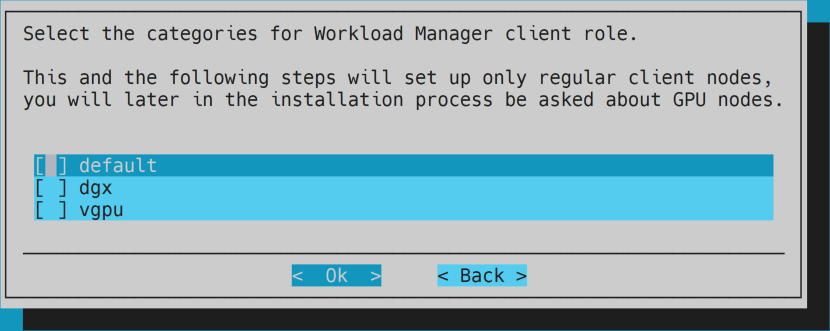 Select the categories for Workload Manager client role.
This and the following steps will set up only regular client nodes,
you will later in the installation process be asked about GPU nodes.
[ ] default
[ ] dgx
[ ] vgpu
<  Ok  > < Back >